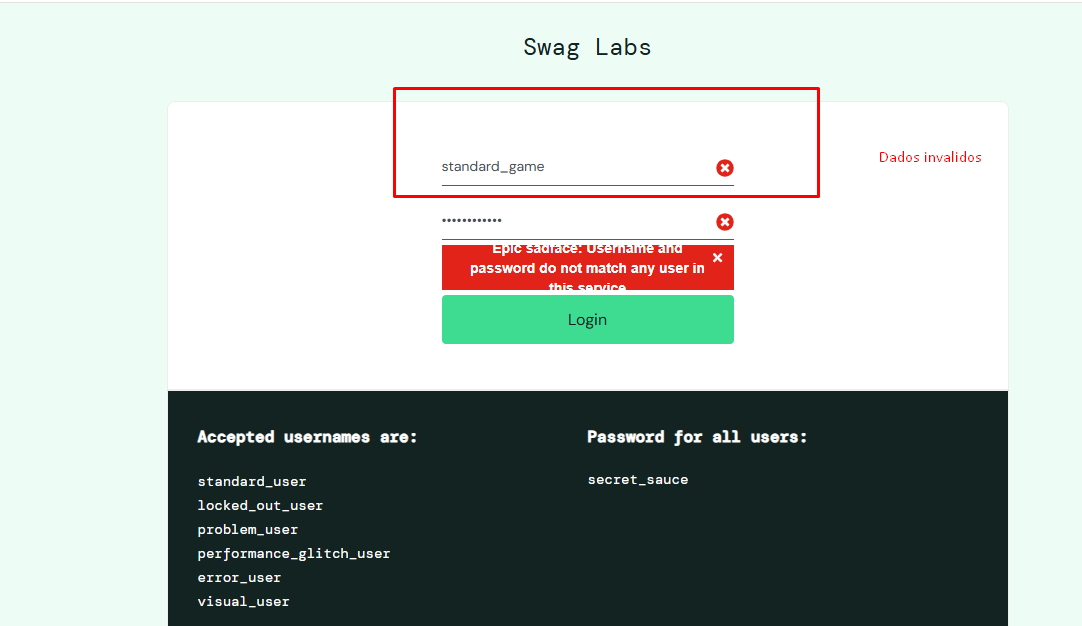 Swag Labs
standard_game
Dados invalidos
••••••••••••
Epic sadface: Username and
password do not match any user in
this service
Login
Accepted usernames are:
standard_user
locked_out_user
problem_user
performance_glitch_user
error_user
visual_user
Password for all users:
secret_sauce